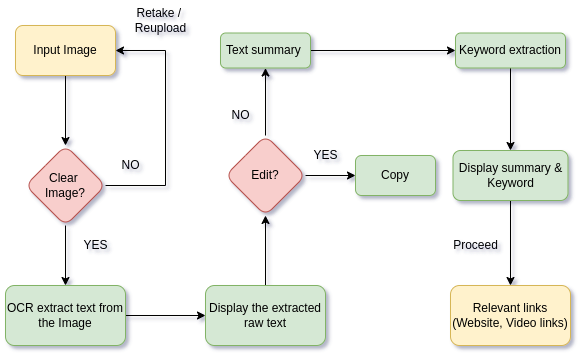 Retake /
Reupload
Input Image
Text summary
Keyword extraction
NO
Clear
Image?
NO
Edit?
YES
Copy
Display summary &
Keyword
YES
Proceed
OCR extract text from
the Image
Display the extracted
raw text
Relevant links
(Website, Video links)